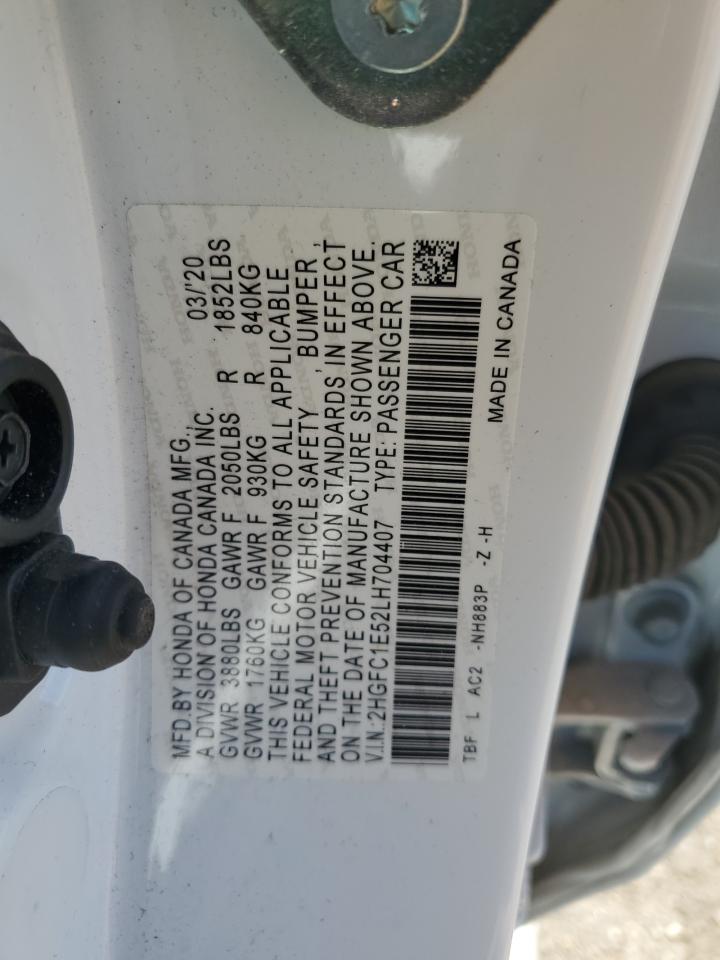 MFD.BY HONDA OF CANADA MFG., 03/'20
A DIVISION OF HONDA CANADA INC.
GVWR 3880LBS GAWR F 2050LBS R 1852LBS
GVWR 1760KG GAWR F 930KG R 840KG
THIS VEHICLE CONFORMS TO ALL APPLICABLE
FEDERAL MOTOR VEHICLE SAFETY , BUMPER ,
AND THEFT PREVENTION STANDARDS IN EFFECT
ON THE DATE OF MANUFACTURE SHOWN ABOVE.
V.I.N.:2HGFC1E52LH704407 TYPE: PASSENGER CAR
TBF L AC2 -NH883P -Z -H
MADE IN CANADA